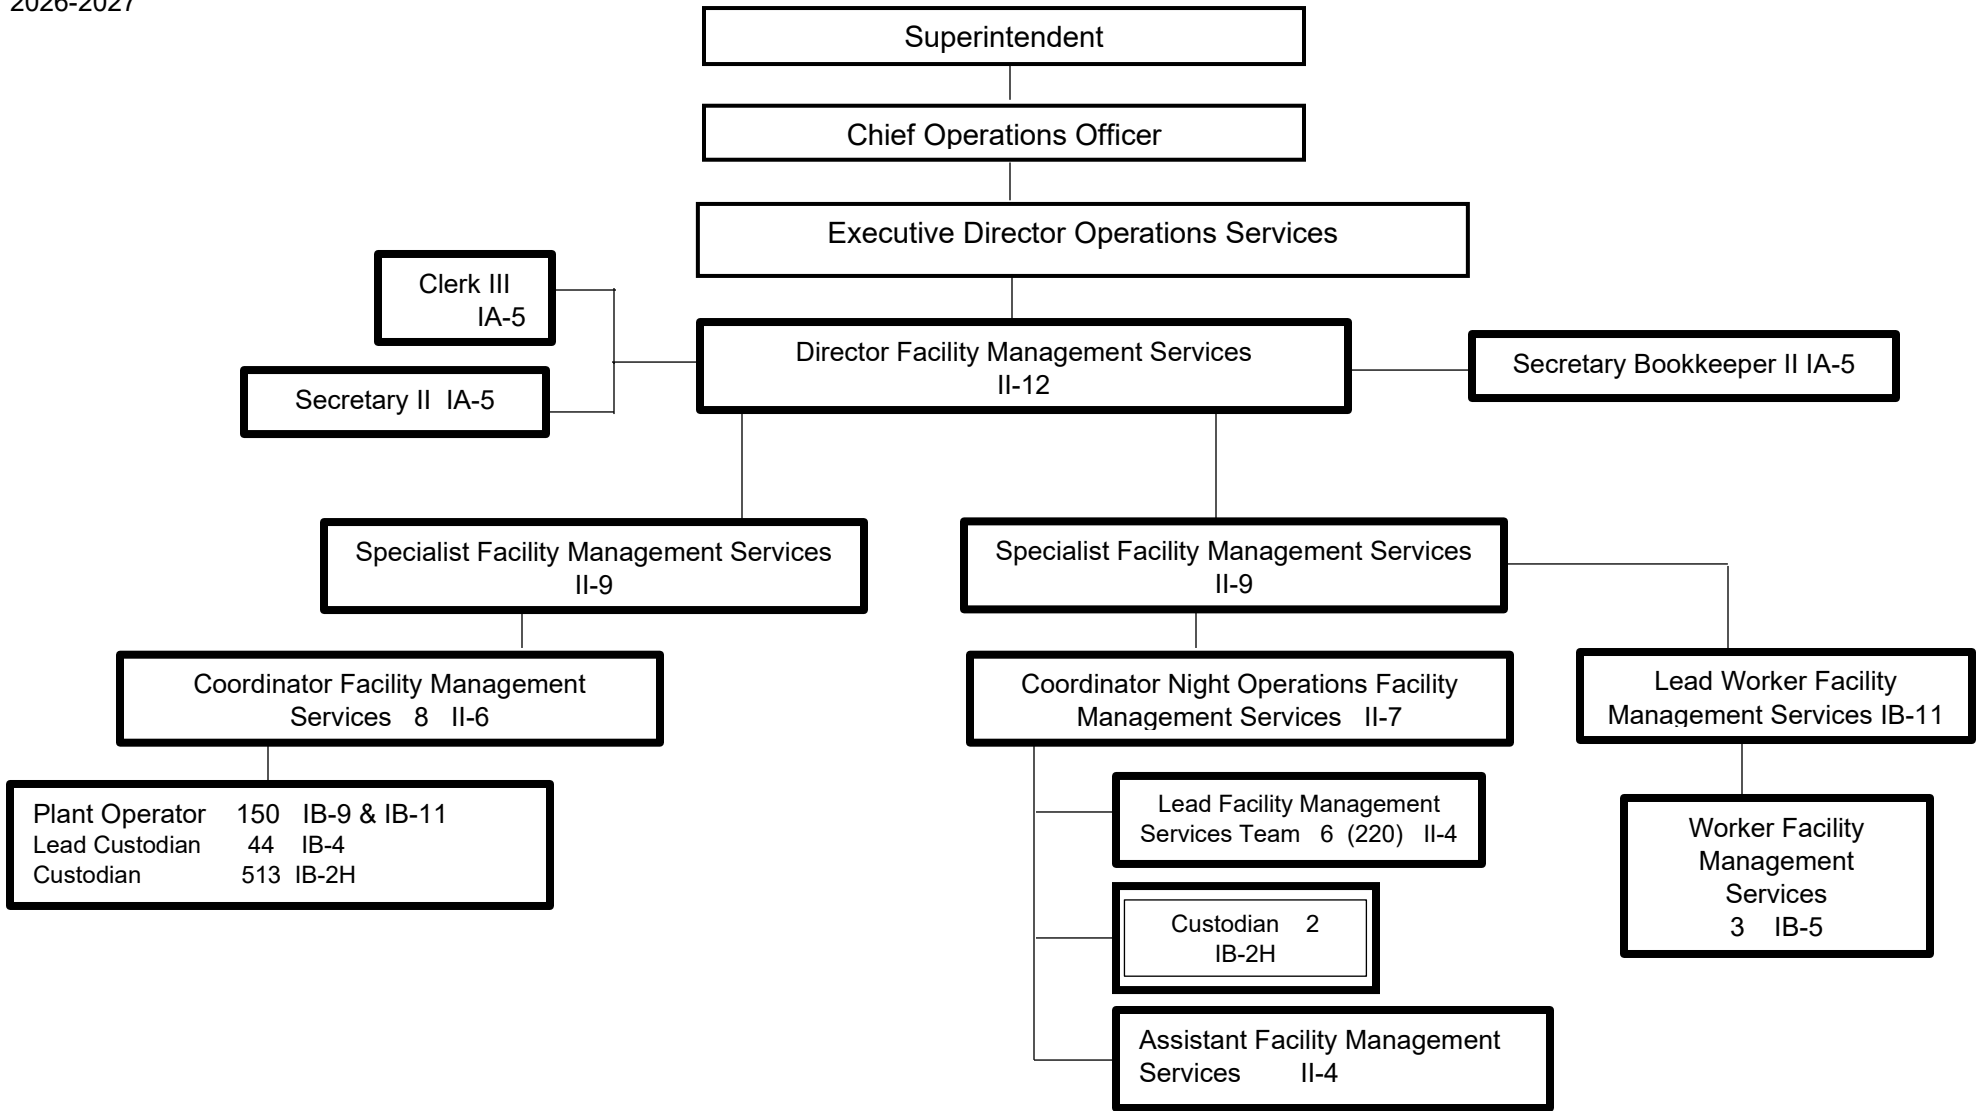 2026-2027
Superintendent
Chief Operations Officer
Executive Director Operations Services
Clerk III
IA-5
Secretary II IA-5
Director Facility Management Services
II-12
Secretary Bookkeeper II IA-5
Specialist Facility Management Services
II-9
Specialist Facility Management Services
II-9
Coordinator Facility Management
Services 8 II-6
Coordinator Night Operations Facility
Management Services II-7
Lead Worker Facility
Management Services IB-11
Plant Operator 150 IB-9 & IB-11
Lead Custodian 44 IB-4
Custodian 513 IB-2H
Lead Facility Management
Services Team 6 (220) II-4
Custodian 2
IB-2H
Assistant Facility Management
Services II-4
Worker Facility
Management
Services
3 IB-5